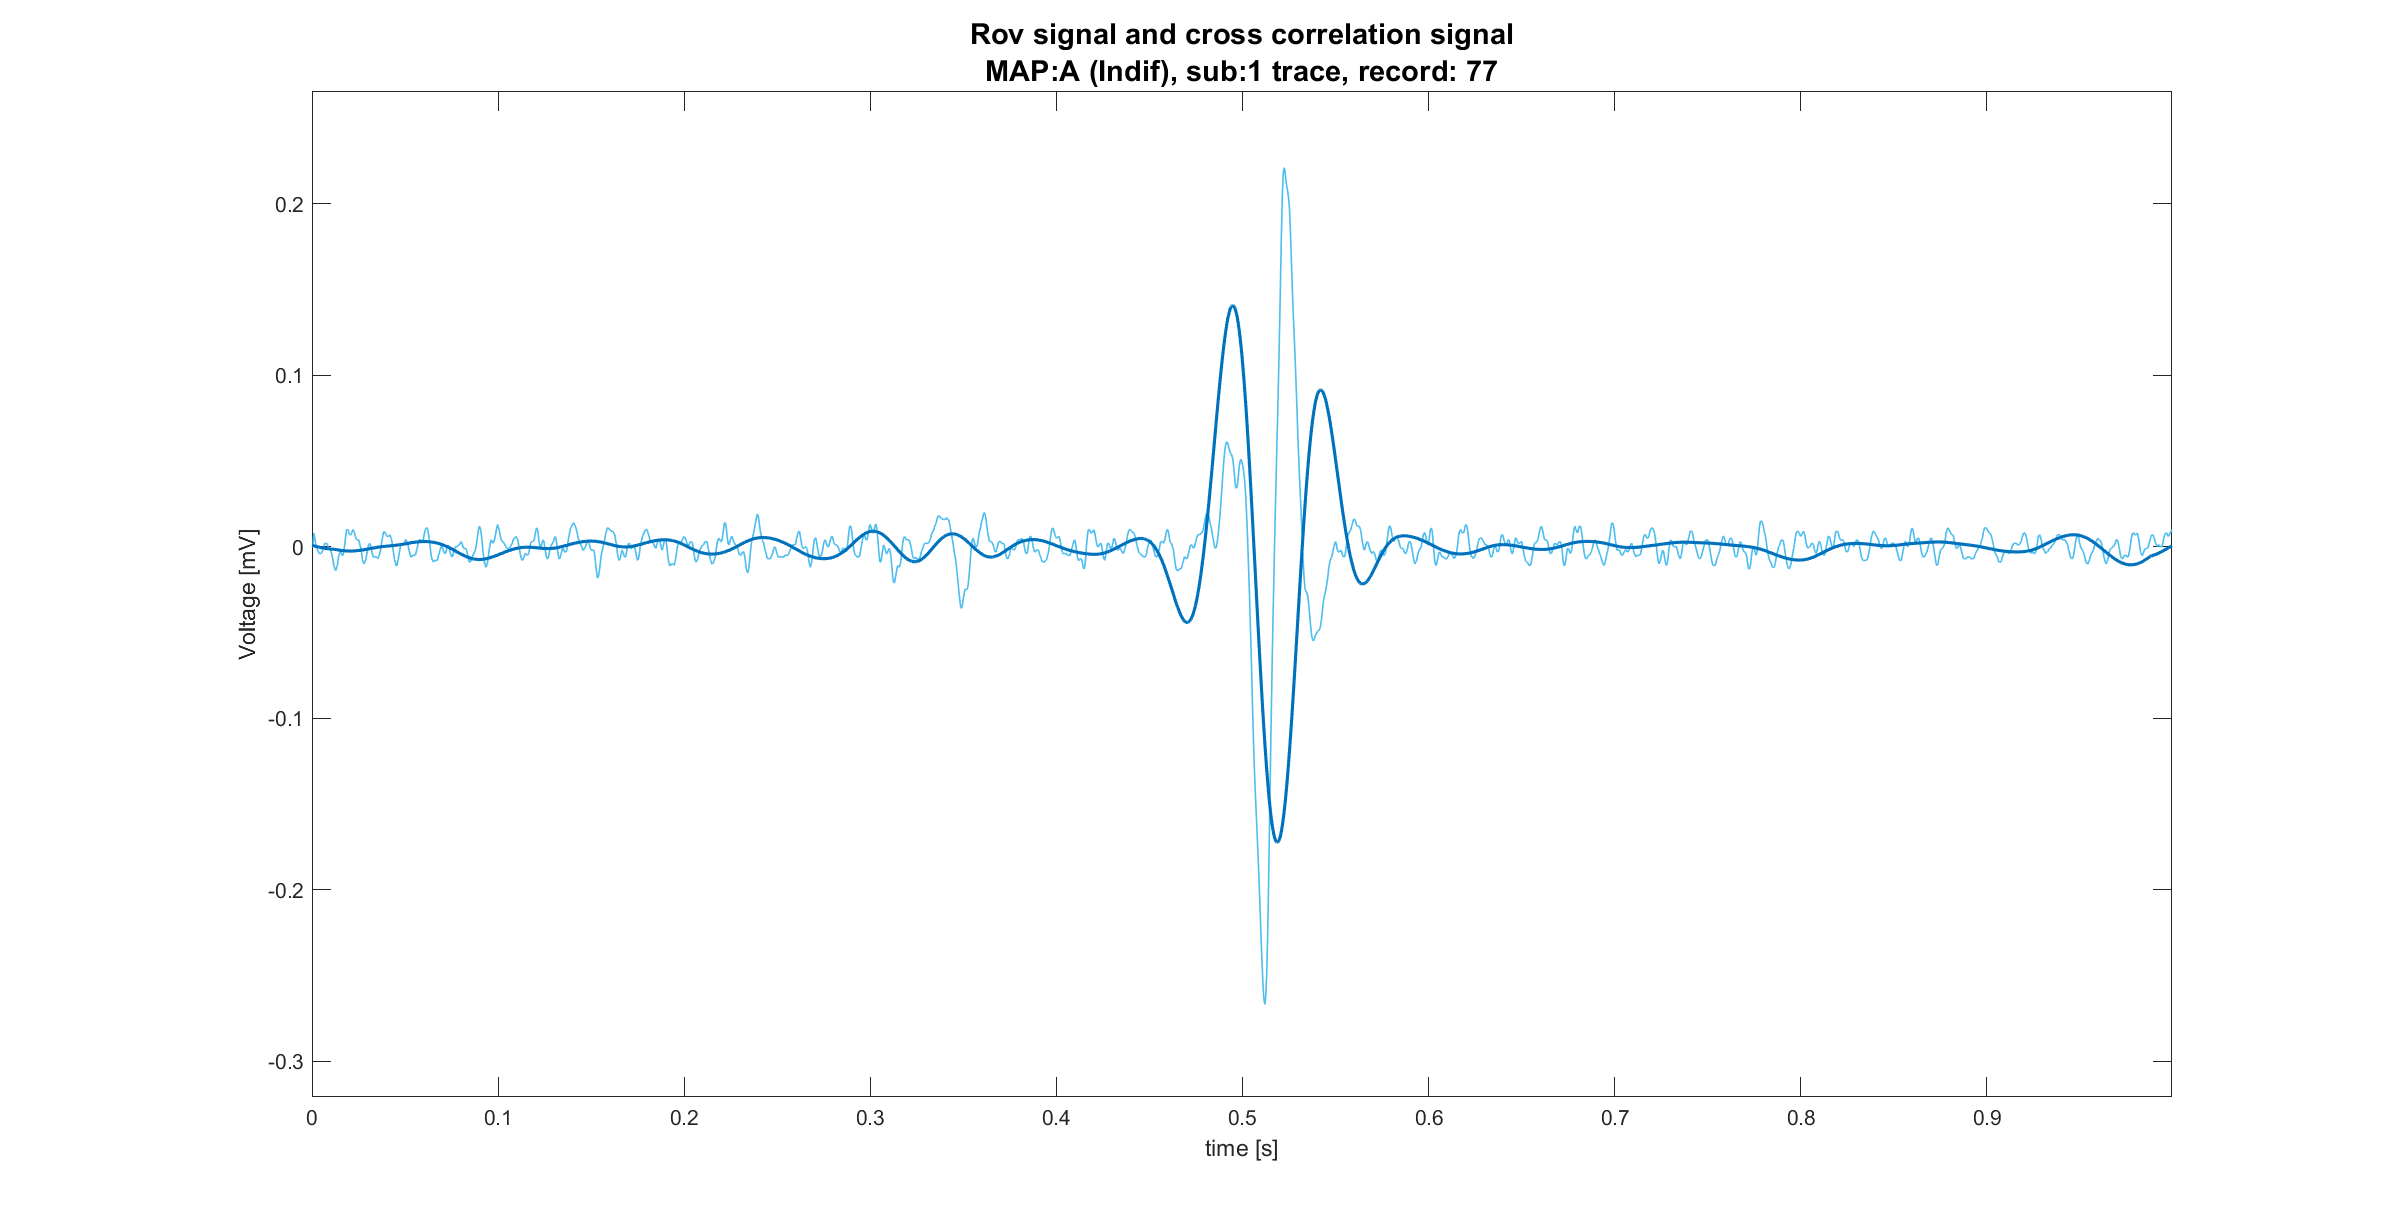 Rov signal and cross correlation signal
MAP:A (Indif), sub:1 trace, record: 77
0.2
0.1
0
-0.1
-0.2
-0.3
Voltage [mV]
0 0.1 0.2 0.3 0.4 0.5 0.6 0.7 0.8 0.9
time [s]